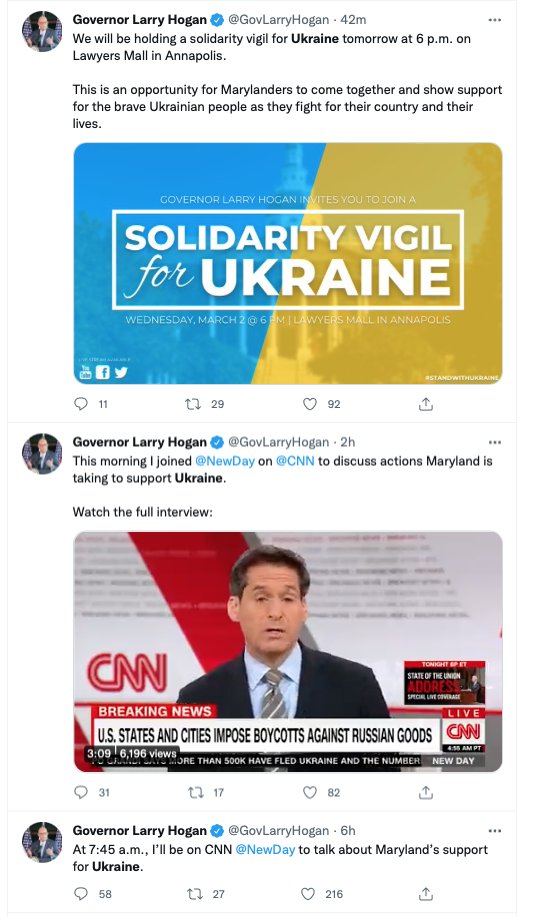 Governor Larry Hogan @GovLarryHogan · 42m
We will be holding a solidarity vigil for Ukraine tomorrow at 6 p.m. on
Lawyers Mall in Annapolis.
This is an opportunity for Marylanders to come together and show support
for the brave Ukrainian people as they fight for their country and their
lives.
GOVERNOR LARRY HOGAN INVITES YOU TO JOIN A
SOLIDARITY VIGIL
for UKRAINE
WEDNESDAY, MARCH 2 @ 6 PM | LAWYERS MALL IN ANNAPOLIS
LIVE STREAM AVAILABLE
You
Tube
#STANDWITHUKRAINE
11 29 92
Governor Larry Hogan @GovLarryHogan · 2h
This morning I joined @NewDay on @CNN to discuss actions Maryland is
taking to support Ukraine.
Watch the full interview:
CNN
TONIGHT 8P ET
STATE OF THE UNION
ADDRESS
SPECIAL LIVE COVERAGE
BREAKING NEWS
LIVE
U.S. STATES AND CITIES IMPOSE BOYCOTTS AGAINST RUSSIAN GOODS
CNN
4:55 AM PT
3:09 6,196 views
MORE THAN 500K HAVE FLED UKRAINE AND THE NUMBER
NEW DAY
31 17 82
Governor Larry Hogan @GovLarryHogan · 6h
At 7:45 a.m., I'll be on CNN @NewDay to talk about Maryland's support
for Ukraine.
58 27 216